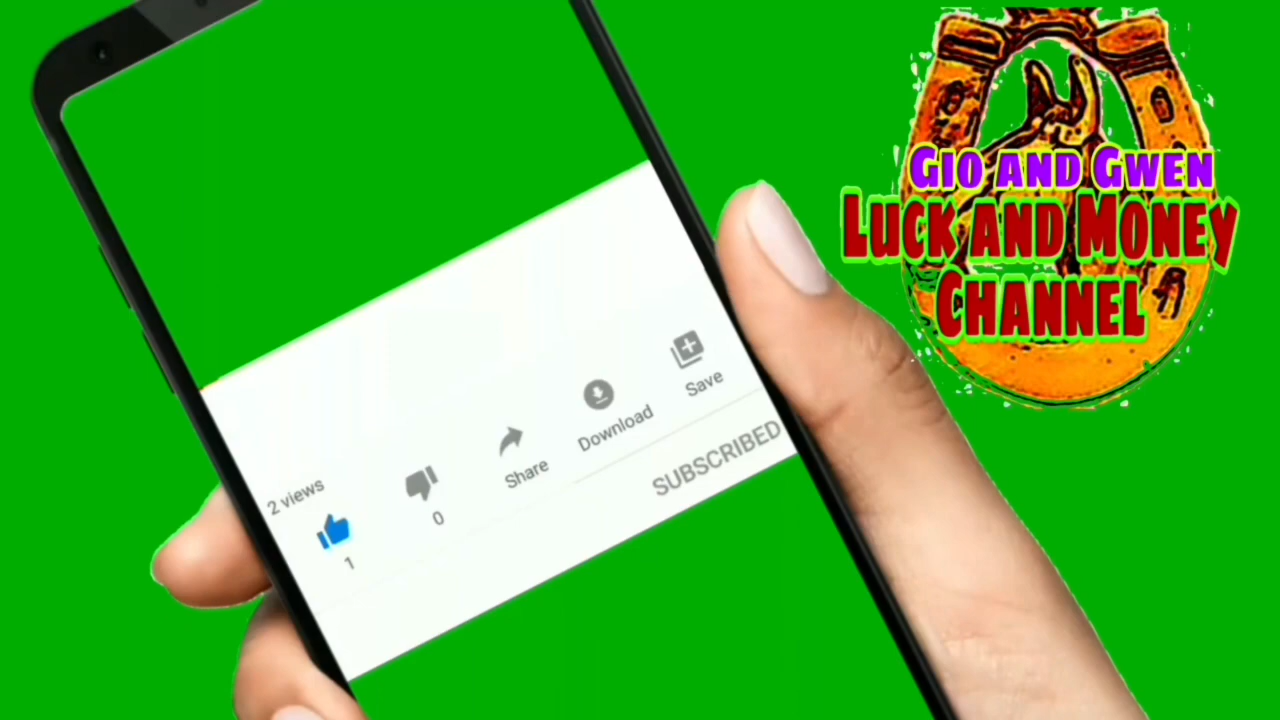 Gio and Gwen
Luck and Money
Channel
2 views
1
0
Share
Download
Save
SUBSCRIBED